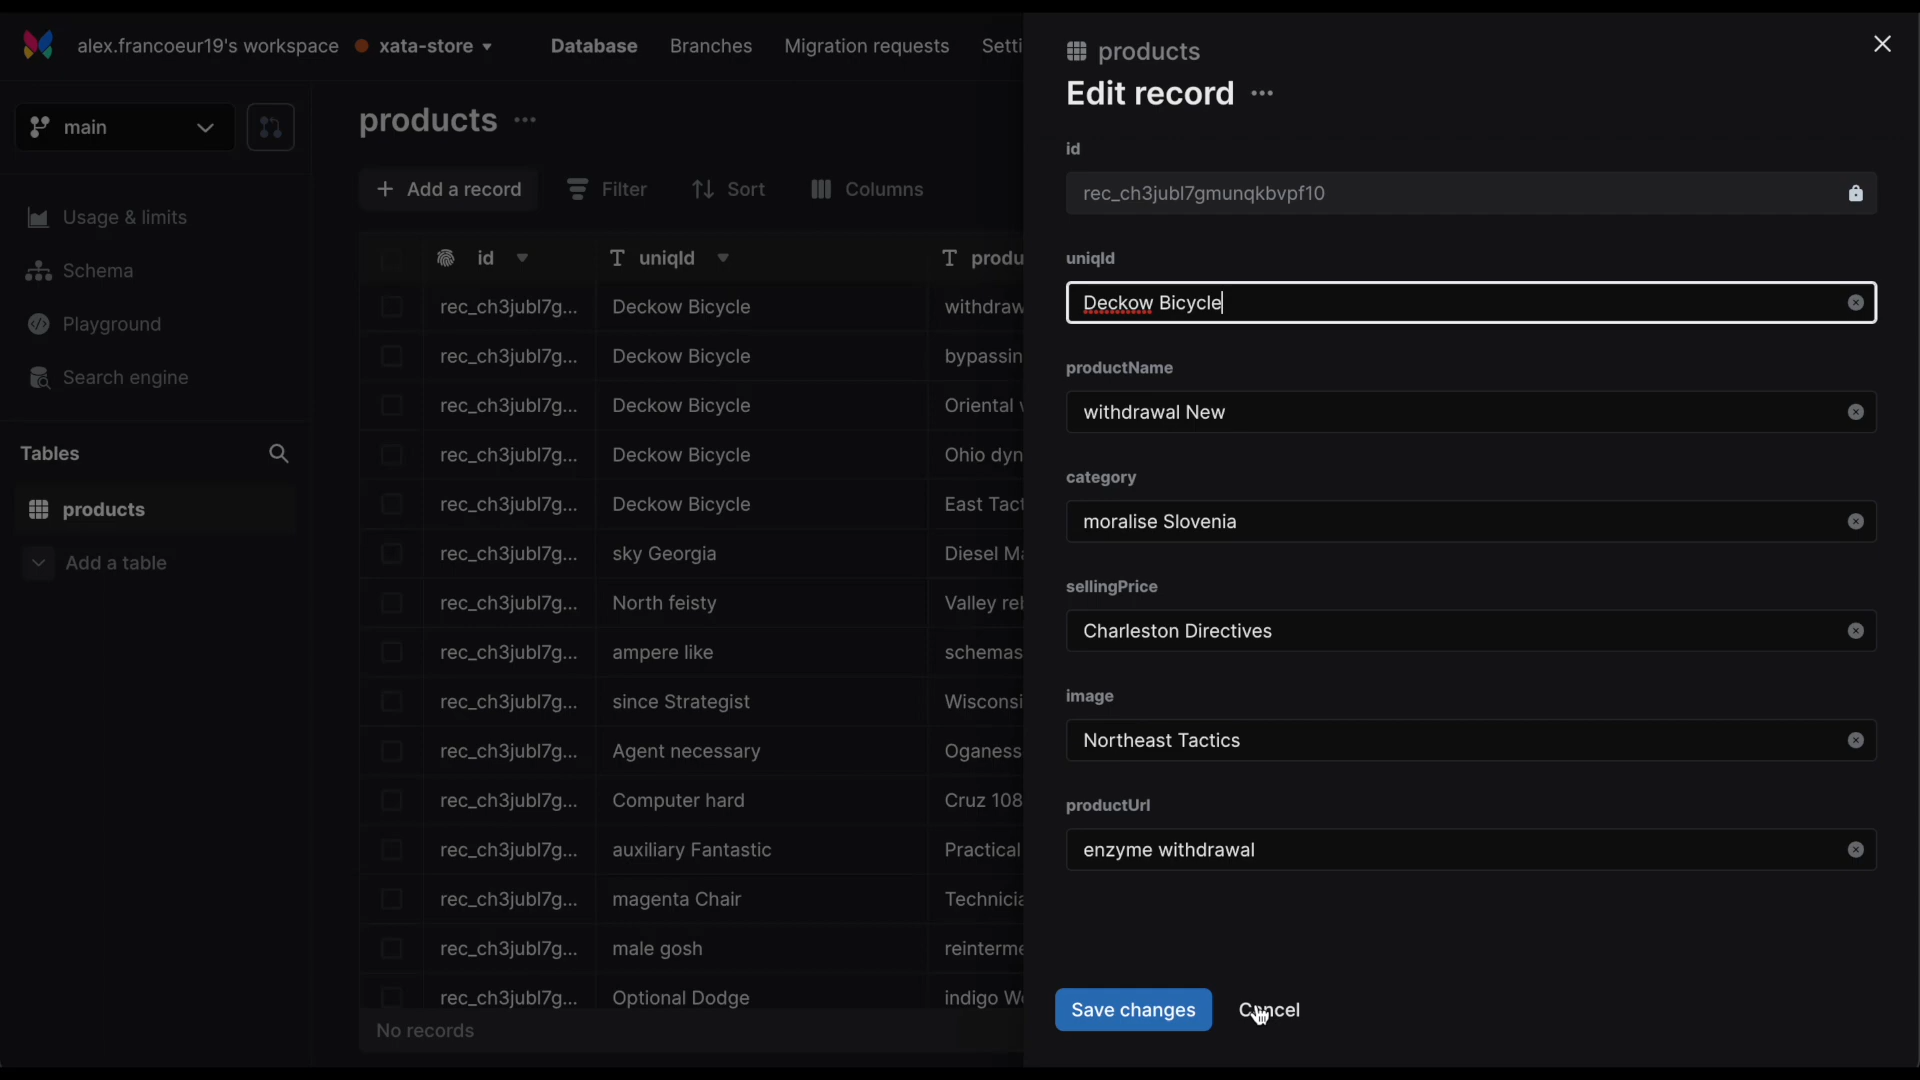 alex.francoeur19's workspace xata-store Database Branches Migration requests Setti
main
Usage & limits
Schema
Playground
Search engine
Tables
products
Add a table
products ...
+ Add a record Filter Sort Columns
id uniqId produ
rec_ch3jubl7g... Deckow Bicycle withdraw
rec_ch3jubl7g... Deckow Bicycle bypassin
rec_ch3jubl7g... Deckow Bicycle Oriental
rec_ch3jubl7g... Deckow Bicycle Ohio dyn
rec_ch3jubl7g... Deckow Bicycle East Tact
rec_ch3jubl7g... sky Georgia Diesel Ma
rec_ch3jubl7g... North feisty Valley rel
rec_ch3jubl7g... ampere like schemas
rec_ch3jubl7g... since Strategist Wisconsi
rec_ch3jubl7g... Agent necessary Oganess
rec_ch3jubl7g... Computer hard Cruz 108
rec_ch3jubl7g... auxiliary Fantastic Practical
rec_ch3jubl7g... magenta Chair Technicia
rec_ch3jubl7g... male gosh reinterme
rec_ch3jubl7g... Optional Dodge indigo We
No records
products
Edit record ...
id
rec_ch3jubl7gmunqkbvpf10
uniqId
Deckow Bicycle
productName
withdrawal New
category
moralise Slovenia
sellingPrice
Charleston Directives
image
Northeast Tactics
productUrl
enzyme withdrawal
Save changes Cancel